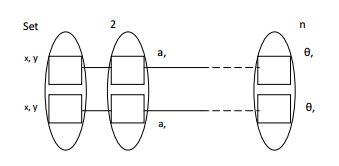 Set 2 n
x, y a, θ,
x, y a, θ,